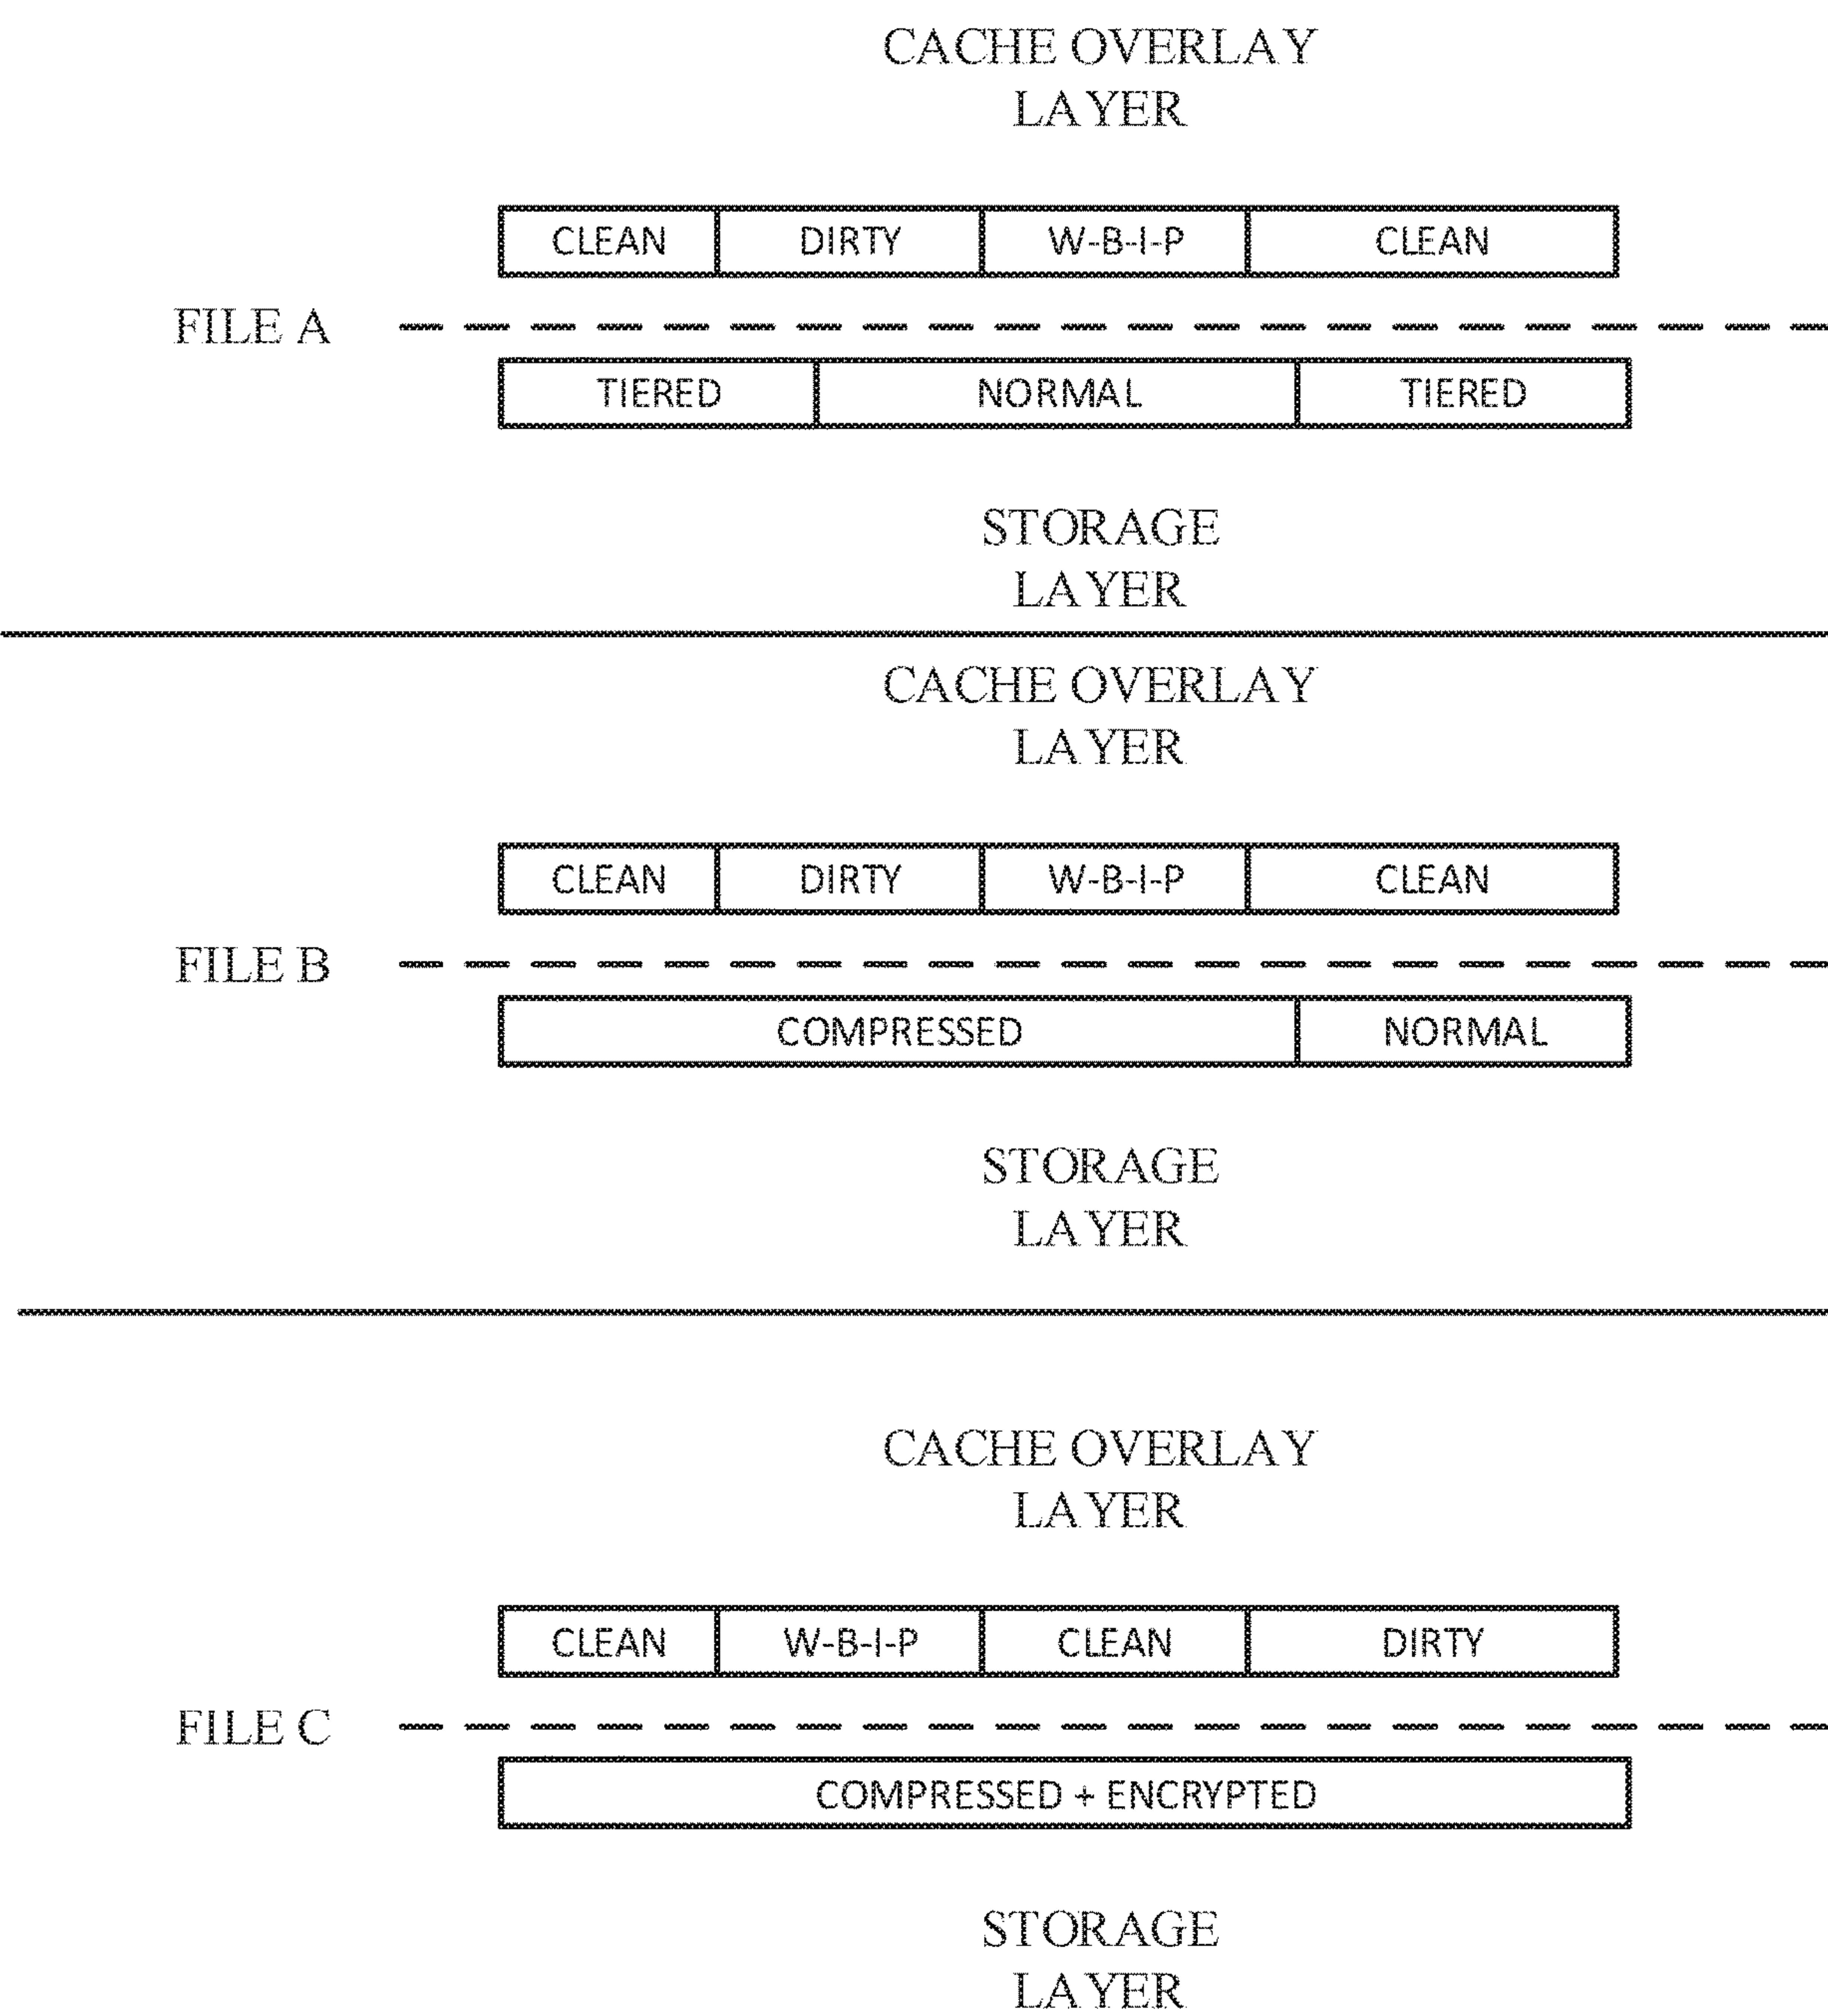 CACHE OVERLAY
LAYER
CLEAN DIRTY W-B-I-P CLEAN
FILE A
TIERED NORMAL TIERED
STORAGE
LAYER
CACHE OVERLAY
LAYER
CLEAN DIRTY W-B-I-P CLEAN
FILE B
COMPRESSED NORMAL
STORAGE
LAYER
CACHE OVERLAY
LAYER
CLEAN W-B-I-P CLEAN DIRTY
FILE C
COMPRESSED + ENCRYPTED
STORAGE
LAYER